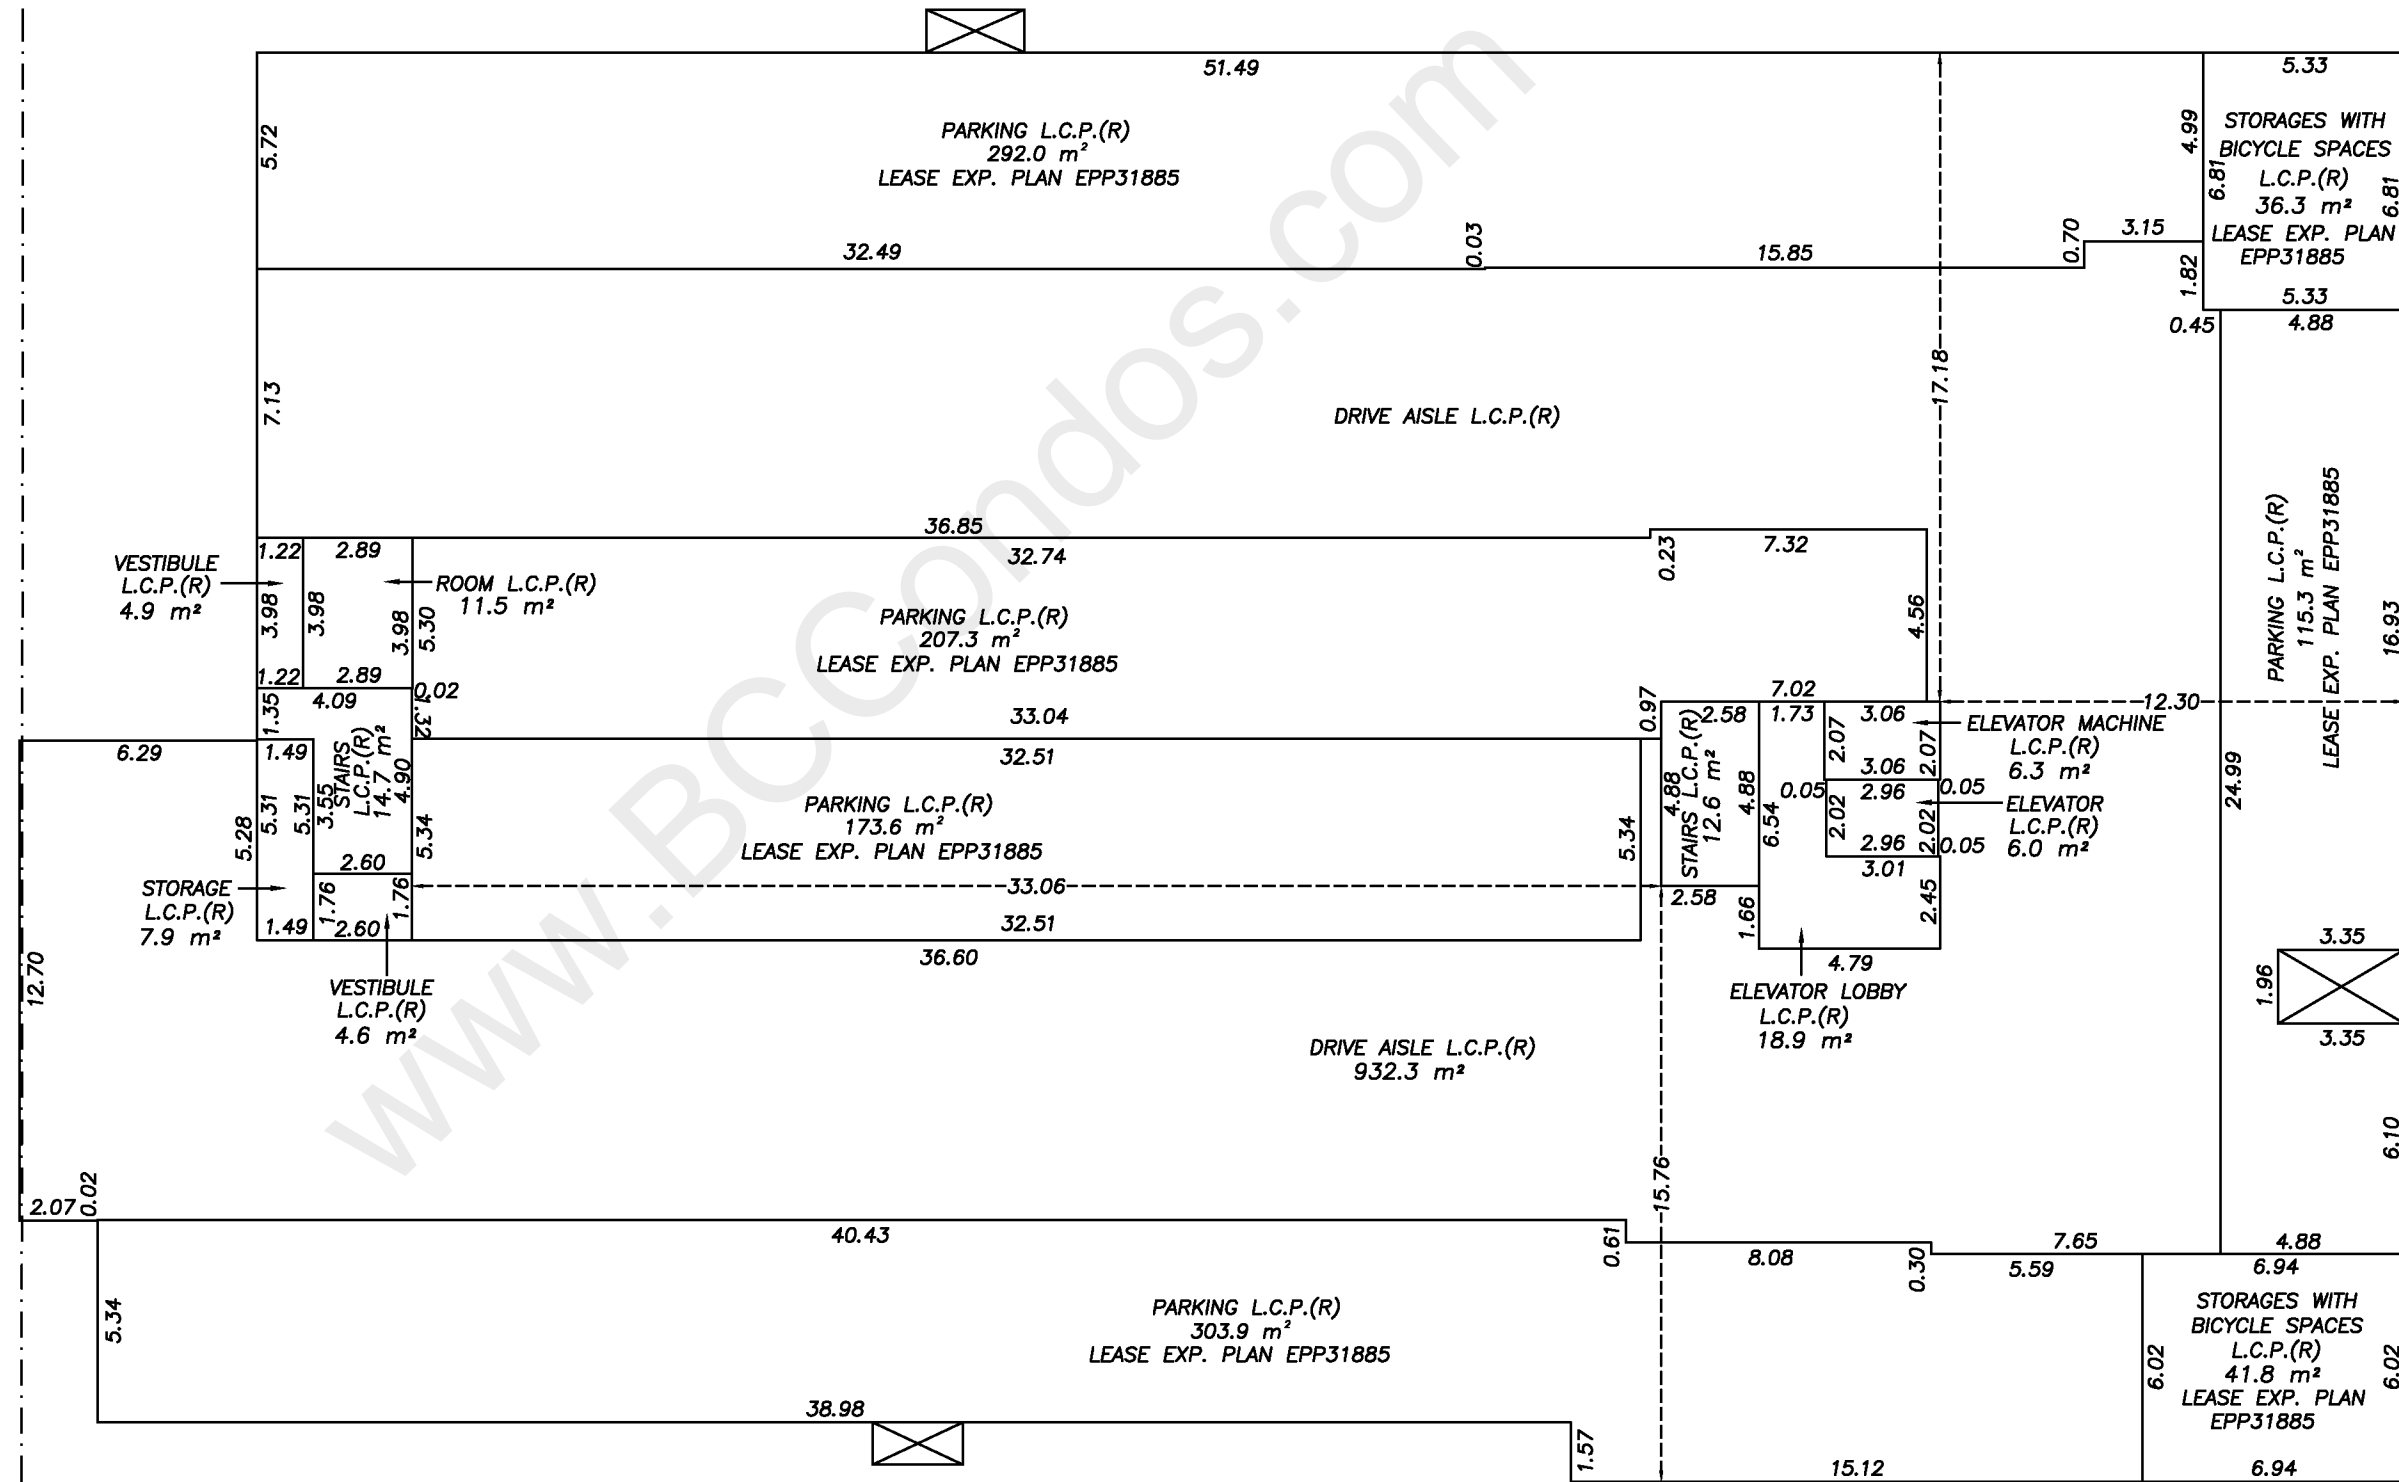 51.49
5.33
5.72
PARKING L.C.P.(R)
292.0 m²
LEASE EXP. PLAN EPP31885
4.99
6.81
STORAGES WITH
BICYCLE SPACES
L.C.P.(R)
36.3 m²
LEASE EXP. PLAN
EPP31885
6.81
32.49
0.03
15.85
0.70
3.15
1.82
5.33
0.45
4.88
7.13
DRIVE AISLE L.C.P.(R)
17.18
36.85
32.74
0.23
7.32
4.56
VESTIBULE
L.C.P.(R)
4.9 m²
1.22
2.89
3.98
3.98
3.98
5.30
1.22
2.89
ROOM L.C.P.(R)
11.5 m²
PARKING L.C.P.(R)
207.3 m²
LEASE EXP. PLAN EPP31885
PARKING L.C.P.(R)
115.3 m²
LEASE EXP. PLAN EPP31885
16.93
24.99
12.30
0.02
1.32
4.09
1.35
33.04
0.97
7.02
6.29
1.49
5.31
5.31
3.55
STAIRS
L.C.P.(R)
14.7 m²
4.90
5.28
5.34
2.60
1.76
1.76
1.49
2.60
STORAGE
L.C.P.(R)
7.9 m²
32.51
PARKING L.C.P.(R)
173.6 m²
LEASE EXP. PLAN EPP31885
5.34
33.06
32.51
36.60
2.58
4.88
STAIRS L.C.P.(R)
12.6 m²
4.88
2.58
1.73
3.06
2.07
2.07
3.06
ELEVATOR MACHINE
L.C.P.(R)
6.3 m²
0.05
2.96
0.05
2.02
2.02
2.96
0.05
ELEVATOR
L.C.P.(R)
6.0 m²
6.54
3.01
2.45
1.66
4.79
ELEVATOR LOBBY
L.C.P.(R)
18.9 m²
3.35
1.96
3.35
VESTIBULE
L.C.P.(R)
4.6 m²
12.70
DRIVE AISLE L.C.P.(R)
932.3 m²
15.76
6.10
2.07
0.02
40.43
0.61
8.08
0.30
7.65
5.59
4.88
6.94
5.34
PARKING L.C.P.(R)
303.9 m²
LEASE EXP. PLAN EPP31885
6.02
STORAGES WITH
BICYCLE SPACES
L.C.P.(R)
41.8 m²
LEASE EXP. PLAN
EPP31885
6.02
38.98
1.57
15.12
6.94
www.BCCondos.com